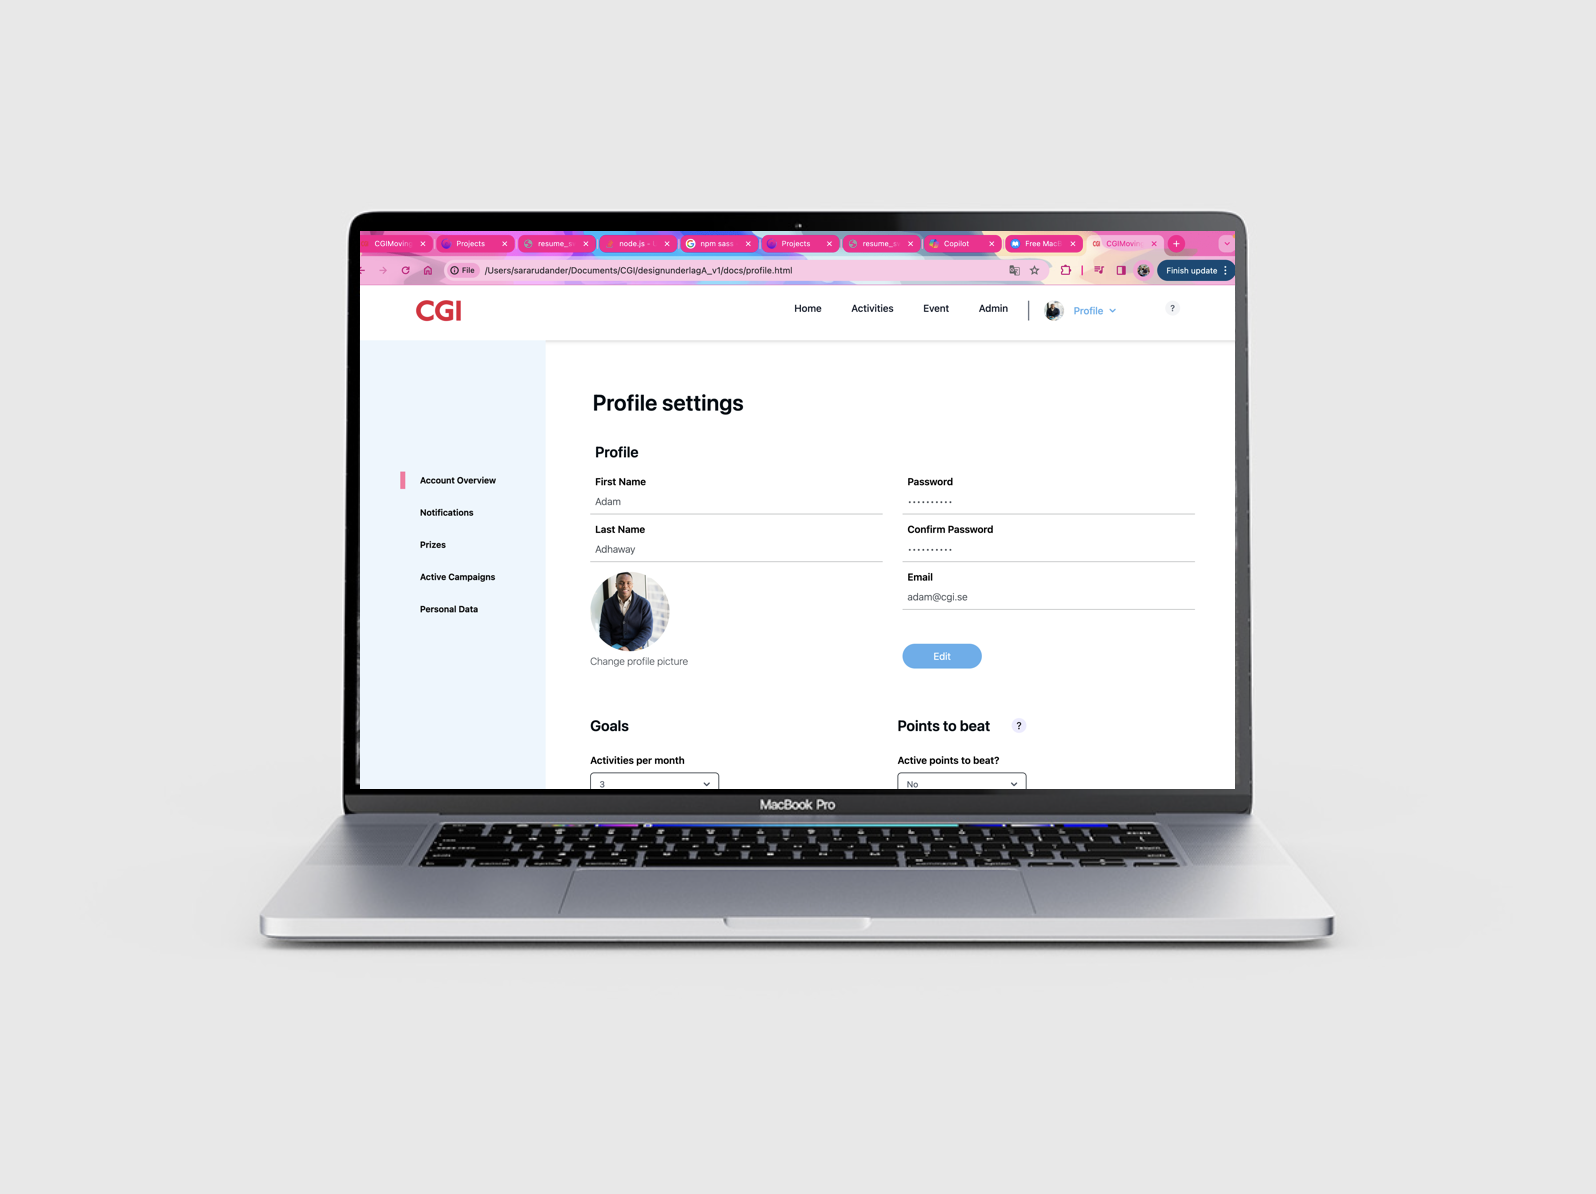 CGIMoving
Projects
resume_s
node.js -
npm sass
Projects
resume_s
Copilot
Free MacB
CGI
CGIMoving
File
/Users/sararudander/Documents/CGI/designunderlagA_v1/docs/profile.html
Finish update
CGI
Home
Activities
Event
Admin
Profile
?
Profile settings
Profile
First Name
Adam
Last Name
Adhaway
Change profile picture
Password
Confirm Password
Email
adam@cgi.se
Edit
Account Overview
Notifications
Prizes
Active Campaigns
Personal Data
Goals
Activities per month
3
Points to beat ?
Active points to beat?
No
MacBook Pro